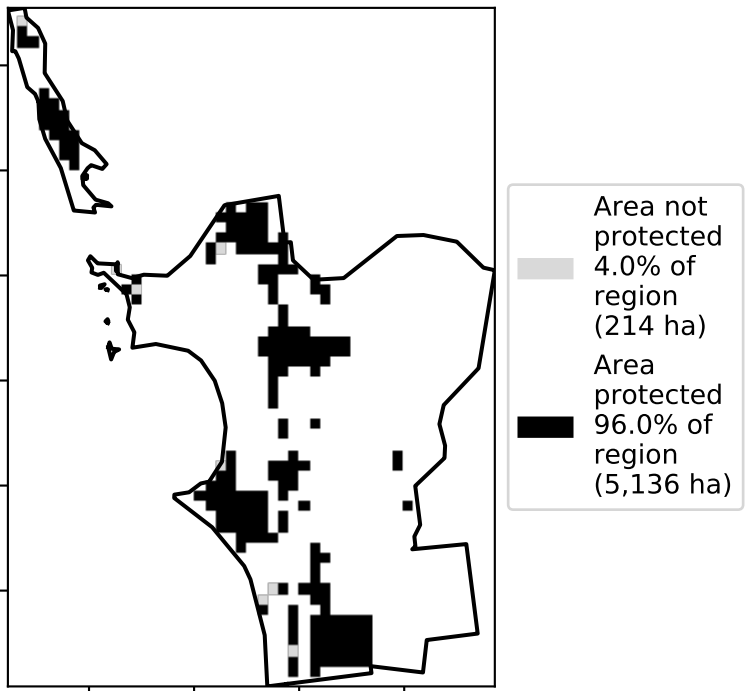 Area not
protected
4.0% of
region
(214 ha)
Area
protected
96.0% of
region
(5,136 ha)